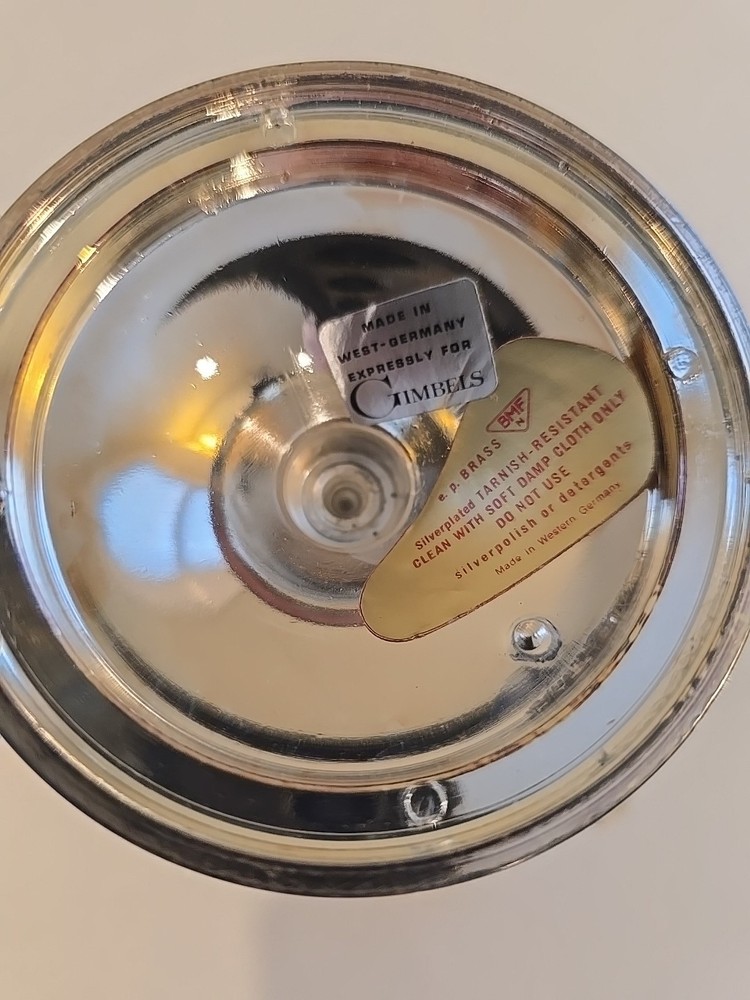 MADE IN
WEST-GERMANY
EXPRESSLY FOR
GIMBELS
BMF
N
e.p. BRASS
Silverplated TARNISH-RESISTANT
CLEAN WITH SOFT DAMP CLOTH ONLY
DO NOT USE
silverpolish or detergents
Made in Western Germany